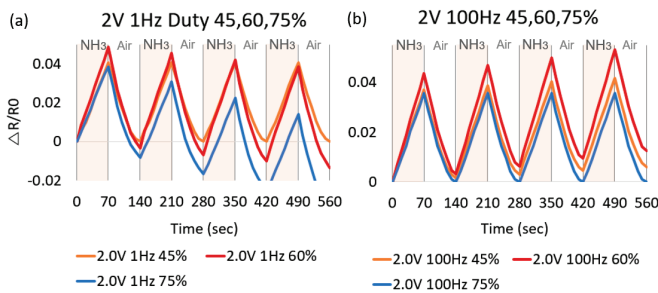 (a) 2V 1Hz Duty 45,60,75%
NH3 Air NH3 Air NH3 Air NH3 Air
0.04
0.02
0
-0.02
△R/R0
0 70 140 210 280 350 420 490 560
Time (sec)
2.0V 1Hz 45% 2.0V 1Hz 60%
2.0V 1Hz 75%
(b) 2V 100Hz 45,60,75%
NH3 Air NH3 Air NH3 Air NH3 Air
0.04
0.02
0
0 70 140 210 280 350 420 490 560
Time (sec)
2.0V 100Hz 45% 2.0V 100Hz 60%
2.0V 100Hz 75%